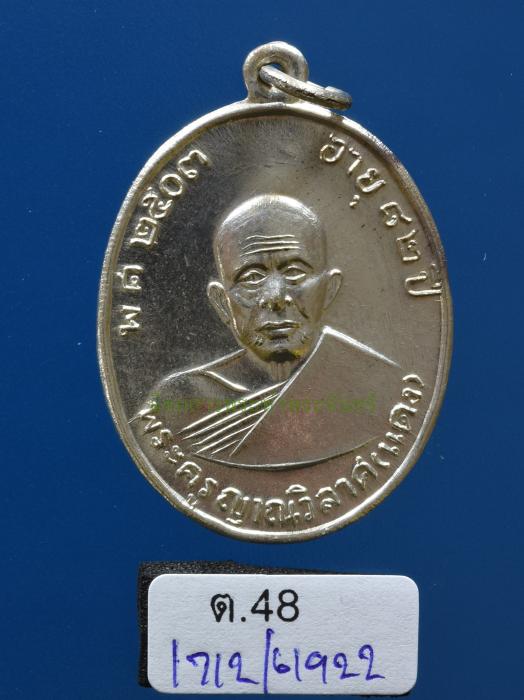 พ ศ ๒๕๐๓
อายุ ๘๒ ปี
พระครูญาณวิลาศ(แดง)
ต.48
1712/61922